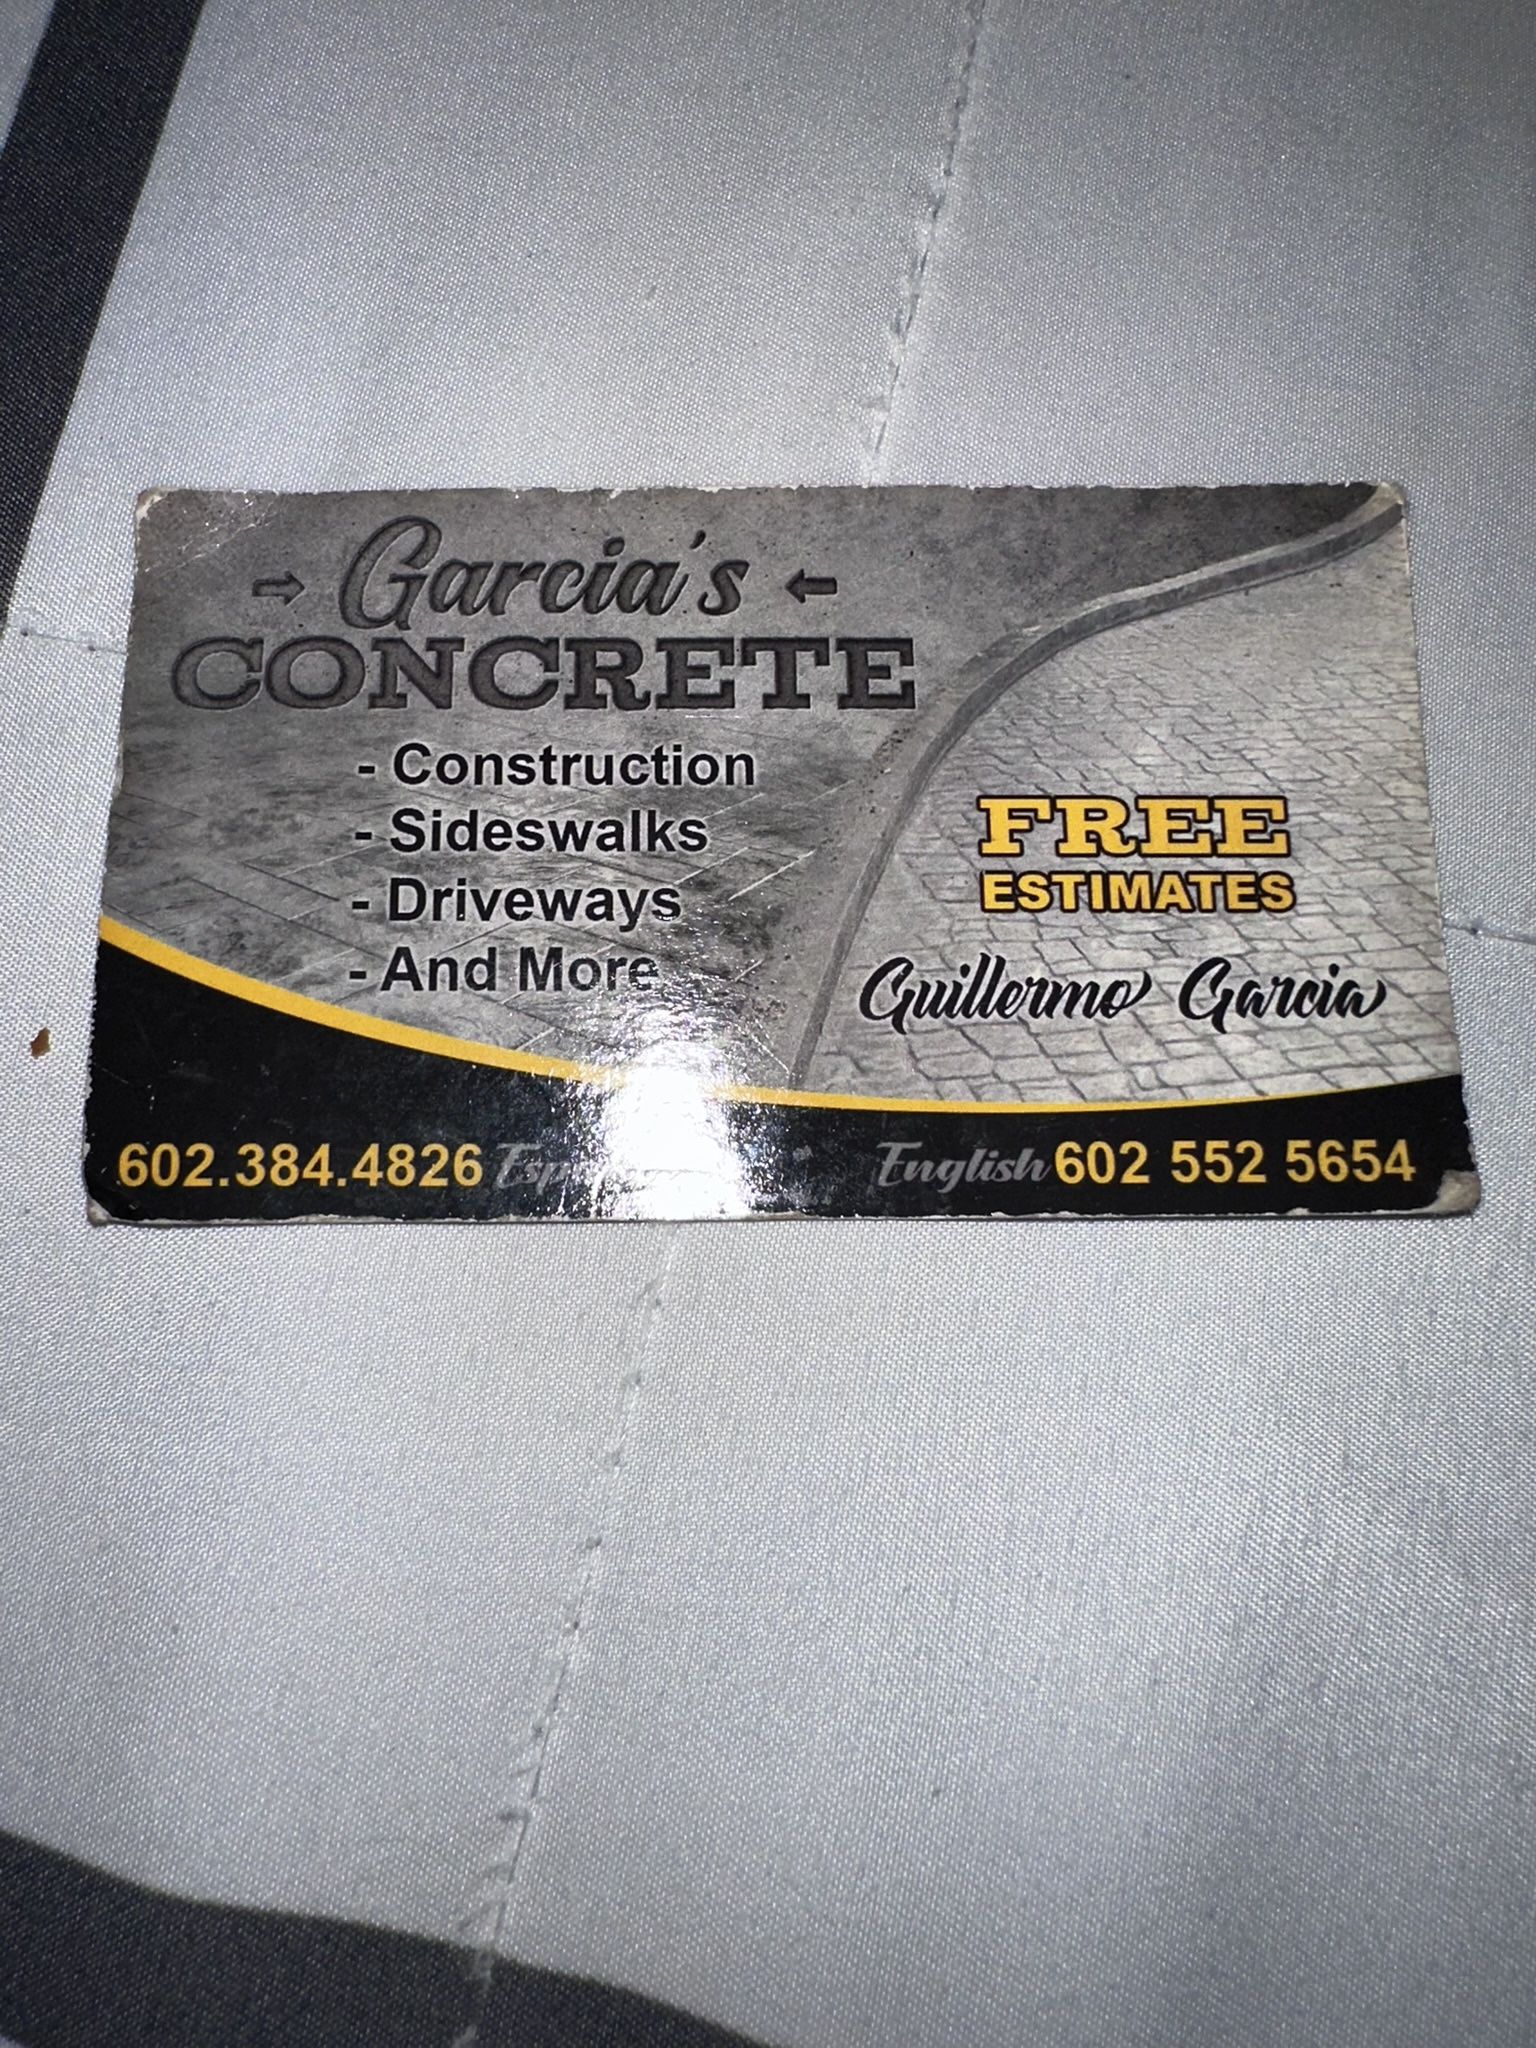 Garcia's
CONCRETE
- Construction
- Sideswalks
- Driveways
- And More
FREE
ESTIMATES
Guillermo Garcia
602.384.4826
English 602 552 5654